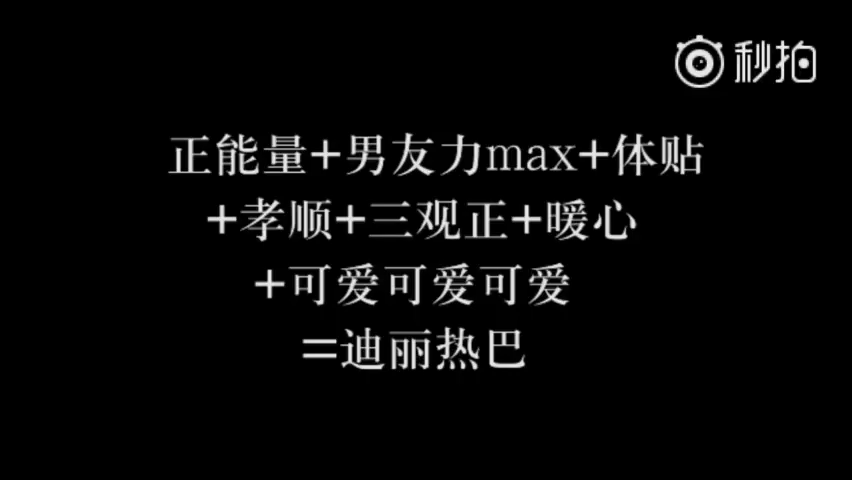 秒拍
正能量+男友力max+体贴
+孝顺+三观正+暖心
+可爱可爱可爱
=迪丽热巴